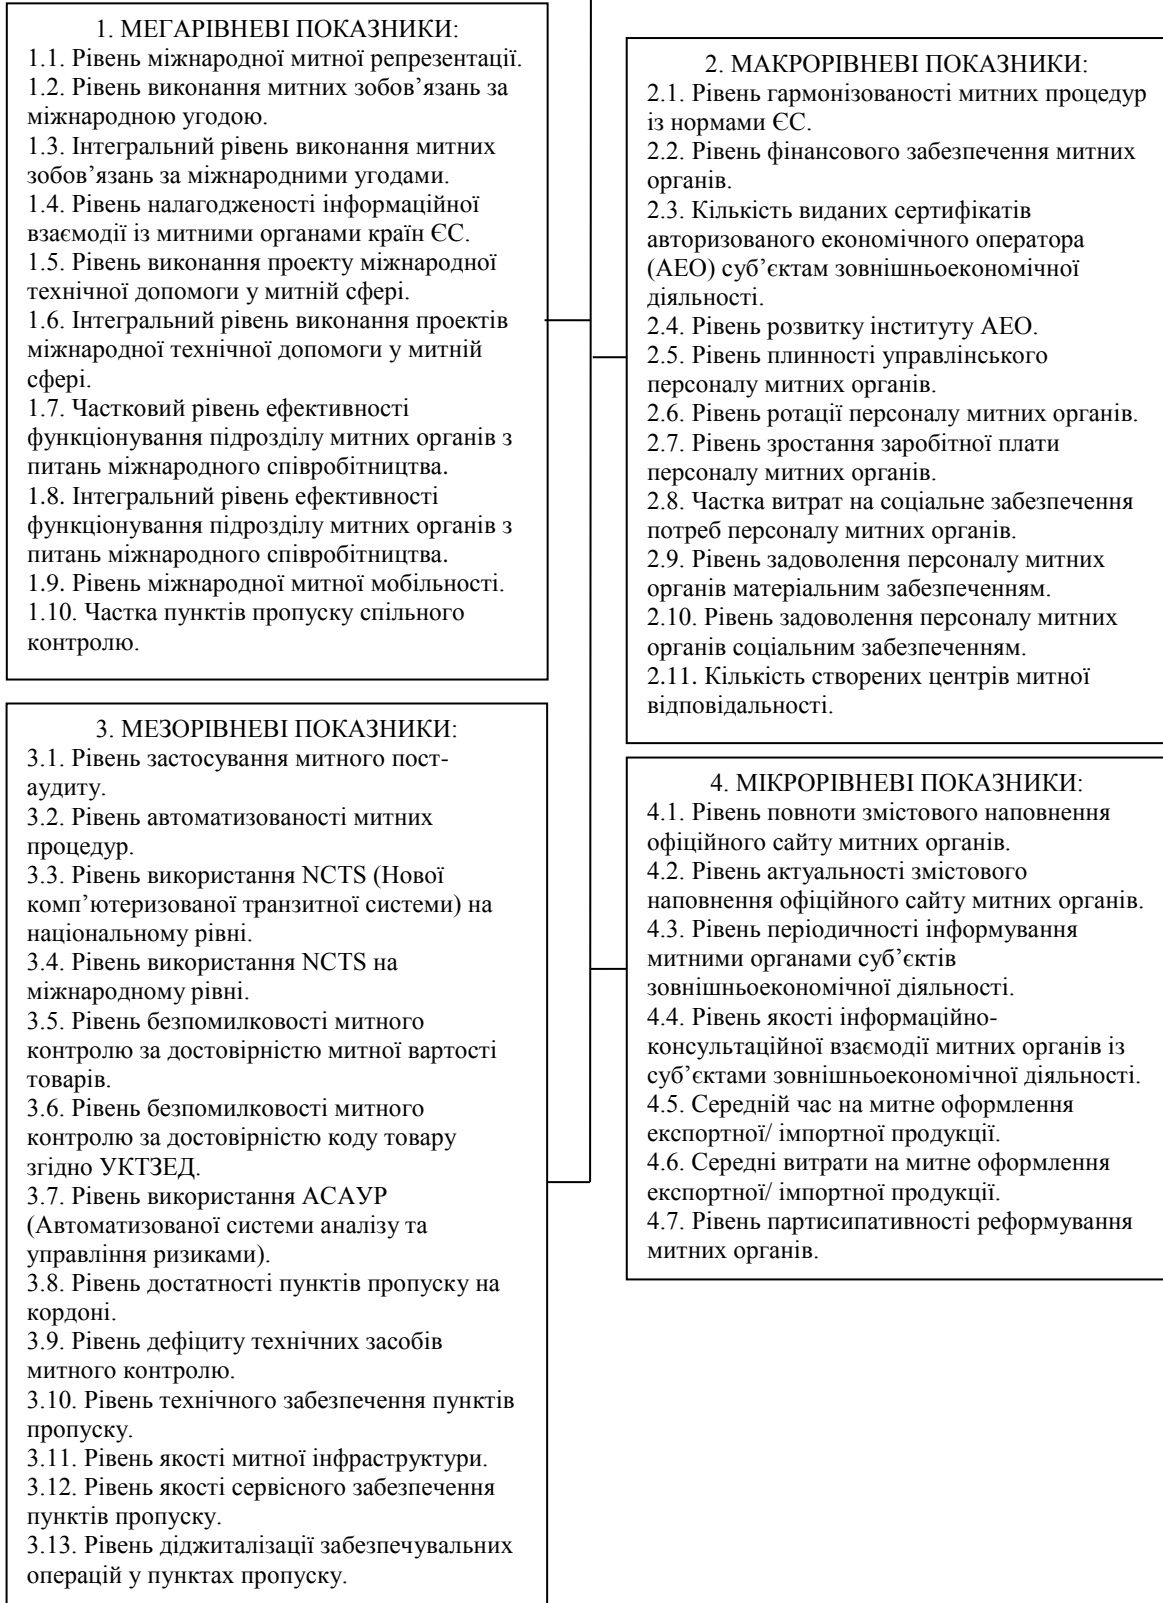 1. МЕГАРІВНЕВІ ПОКАЗНИКИ:
1.1. Рівень міжнародної митної репрезентації.
1.2. Рівень виконання митних зобов’язань за
міжнародною угодою.
1.3. Інтегральний рівень виконання митних
зобов’язань за міжнародними угодами.
1.4. Рівень налагодженості інформаційної
взаємодії із митними органами країн ЄС.
1.5. Рівень виконання проекту міжнародної
технічної допомоги у митній сфері.
1.6. Інтегральний рівень виконання проектів
міжнародної технічної допомоги у митній
сфері.
1.7. Частковий рівень ефективності
функціонування підрозділу митних органів з
питань міжнародного співробітництва.
1.8. Інтегральний рівень ефективності
функціонування підрозділу митних органів з
питань міжнародного співробітництва.
1.9. Рівень міжнародної митної мобільності.
1.10. Частка пунктів пропуску спільного
контролю.
2. МАКРОРІВНЕВІ ПОКАЗНИКИ:
2.1. Рівень гармонізованості митних процедур
із нормами ЄС.
2.2. Рівень фінансового забезпечення митних
органів.
2.3. Кількість виданих сертифікатів
авторизованого економічного оператора
(АЕО) суб’єктам зовнішньоекономічної
діяльності.
2.4. Рівень розвитку інституту АЕО.
2.5. Рівень плинності управлінського
персоналу митних органів.
2.6. Рівень ротації персоналу митних органів.
2.7. Рівень зростання заробітної плати
персоналу митних органів.
2.8. Частка витрат на соціальне забезпечення
потреб персоналу митних органів.
2.9. Рівень задоволення персоналу митних
органів матеріальним забезпеченням.
2.10. Рівень задоволення персоналу митних
органів соціальним забезпеченням.
2.11. Кількість створених центрів митної
відповідальності.
3. МЕЗОРІВНЕВІ ПОКАЗНИКИ:
3.1. Рівень застосування митного пост-
аудиту.
3.2. Рівень автоматизованості митних
процедур.
3.3. Рівень використання NCTS (Нової
комп’ютеризованої транзитної системи) на
національному рівні.
3.4. Рівень використання NCTS на
міжнародному рівні.
3.5. Рівень безпомилковості митного
контролю за достовірністю митної вартості
товарів.
3.6. Рівень безпомилковості митного
контролю за достовірністю коду товару
згідно УКТЗЕД.
3.7. Рівень використання АСАУР
(Автоматизованої системи аналізу та
управління ризиками).
3.8. Рівень достатності пунктів пропуску на
кордоні.
3.9. Рівень дефіциту технічних засобів
митного контролю.
3.10. Рівень технічного забезпечення пунктів
пропуску.
3.11. Рівень якості митної інфраструктури.
3.12. Рівень якості сервісного забезпечення
пунктів пропуску.
3.13. Рівень діджиталізації забезпечувальних
операцій у пунктах пропуску.
4. МІКРОРІВНЕВІ ПОКАЗНИКИ:
4.1. Рівень повноти змістового наповнення
офіційного сайту митних органів.
4.2. Рівень актуальності змістового
наповнення офіційного сайту митних органів.
4.3. Рівень періодичності інформування
митними органами суб’єктів
зовнішньоекономічної діяльності.
4.4. Рівень якості інформаційно-
консультаційної взаємодії митних органів із
суб’єктами зовнішньоекономічної діяльності.
4.5. Середній час на митне оформлення
експортної/ імпортної продукції.
4.6. Середні витрати на митне оформлення
експортної/ імпортної продукції.
4.7. Рівень партисипативності реформування
митних органів.